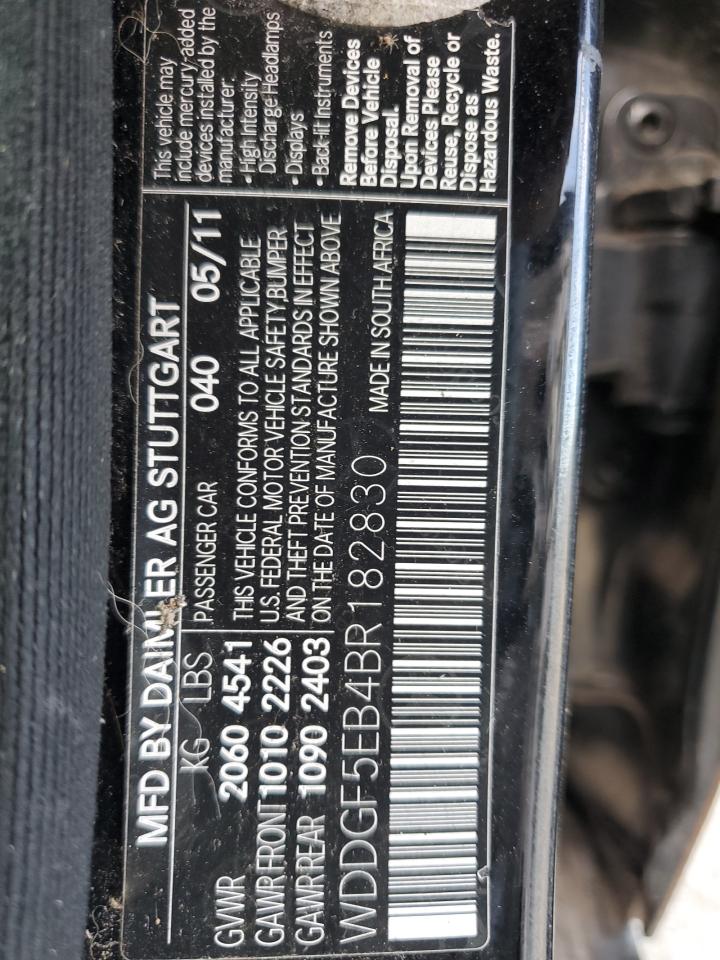 MFD BY DAIMLER AG STUTTGART
KG LBS PASSENGER CAR 040 05/11
GVWR 2060 4541
GAWR FRONT 1010 2226
GAWR REAR 1090 2403
THIS VEHICLE CONFORMS TO ALL APPLICABLE
U.S. FEDERAL MOTOR VEHICLE SAFETY,BUMPER
AND THEFT PREVENTION STANDARDS IN EFFECT
ON THE DATE OF MANUFACTURE SHOWN ABOVE.
WDDGF5EB4BR182830 MADE IN SOUTH AFRICA
This vehicle may
include mercury-added
devices installed by the
manufacturer:
• High Intensity
Discharge Headlamps
• Displays
• Back-lit Instruments
Remove Devices
Before Vehicle
Disposal.
Upon Removal of
Devices Please
Reuse, Recycle or
Dispose as
Hazardous Waste.